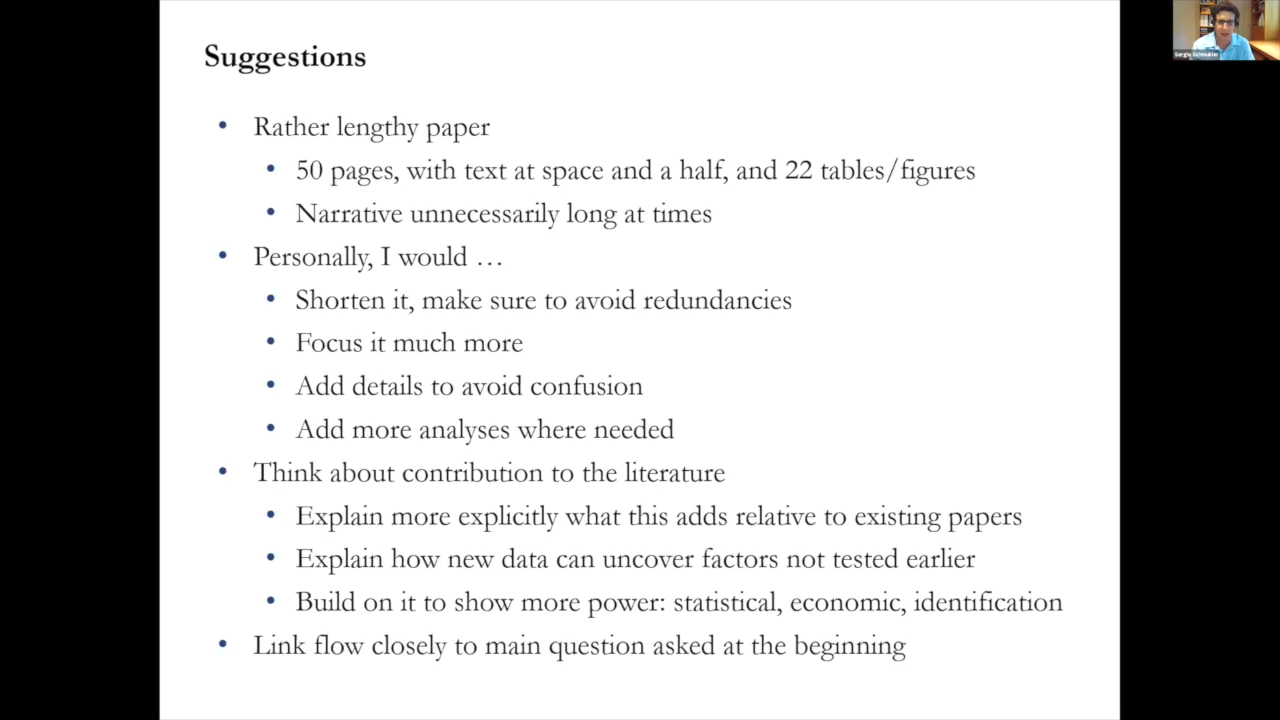 Suggestions
• Rather lengthy paper
• 50 pages, with text at space and a half, and 22 tables/figures
• Narrative unnecessarily long at times
• Personally, I would …
• Shorten it, make sure to avoid redundancies
• Focus it much more
• Add details to avoid confusion
• Add more analyses where needed
• Think about contribution to the literature
• Explain more explicitly what this adds relative to existing papers
• Explain how new data can uncover factors not tested earlier
• Build on it to show more power: statistical, economic, identification
• Link flow closely to main question asked at the beginning
Sergio Schmukler